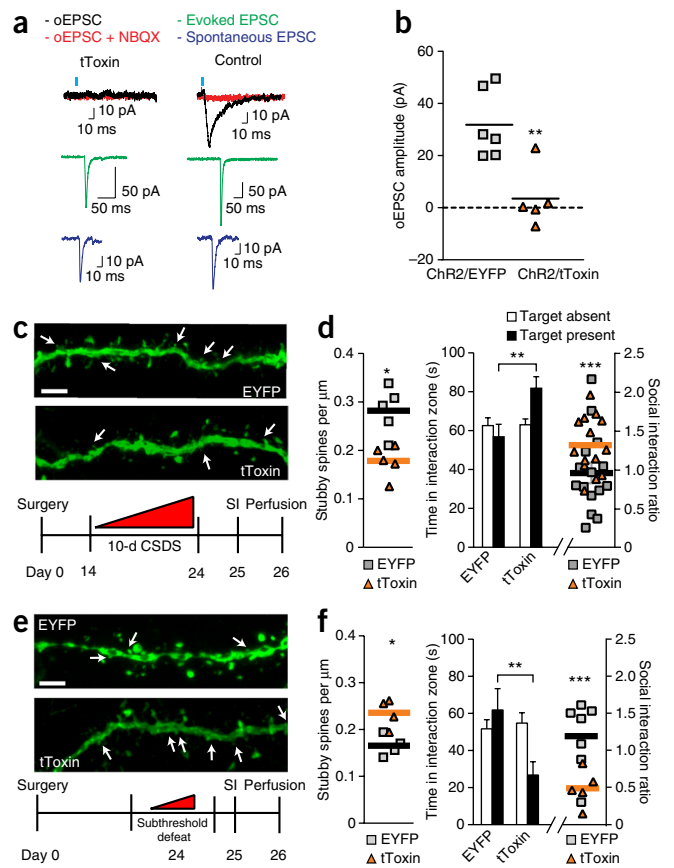 a
- oEPSC
- Evoked EPSC
- oEPSC + NBQX
- Spontaneous EPSC
tToxin
Control
10 pA
10 ms
10 pA
10 ms
50 pA
50 ms
50 pA
50 ms
10 pA
10 ms
10 pA
10 ms
b
oEPSC amplitude (pA)
60
40
20
0
–20
**
ChR2/EYFP
ChR2/tToxin
c
EYFP
tToxin
Surgery
SI
Perfusion
10-d CSDS
Day 0
14
24
25
26
d
Target absent
Target present
Stubby spines per µm
0.4
0.3
0.2
0.1
0
*
EYFP
tToxin
Time in interaction zone (s)
100
80
60
40
20
0
**
EYFP
tToxin
***
2.5
2.0
1.5
1.0
0.5
0
Social interaction ratio
EYFP
tToxin
e
EYFP
tToxin
Surgery
SI
Perfusion
Subthreshold
defeat
Day 0
24
25
26
f
Stubby spines per µm
0.4
0.3
0.2
0
*
EYFP
tToxin
Time in interaction zone (s)
100
80
60
40
20
0
**
EYFP
tToxin
***
2.5
2.0
1.5
1.0
0.5
0
Social interaction ratio
EYFP
tToxin